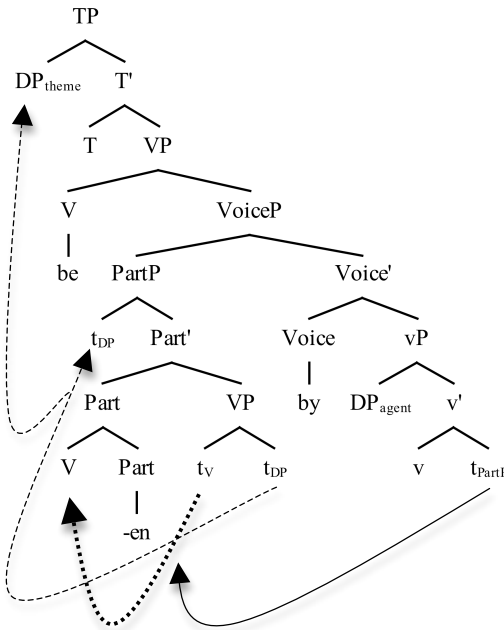 TP
DPtheme T'
T VP
V VoiceP
be PartP Voice'
tDP Part' Voice vP
Part VP by DPagent v'
V Part tV tDP v tPartP
-en